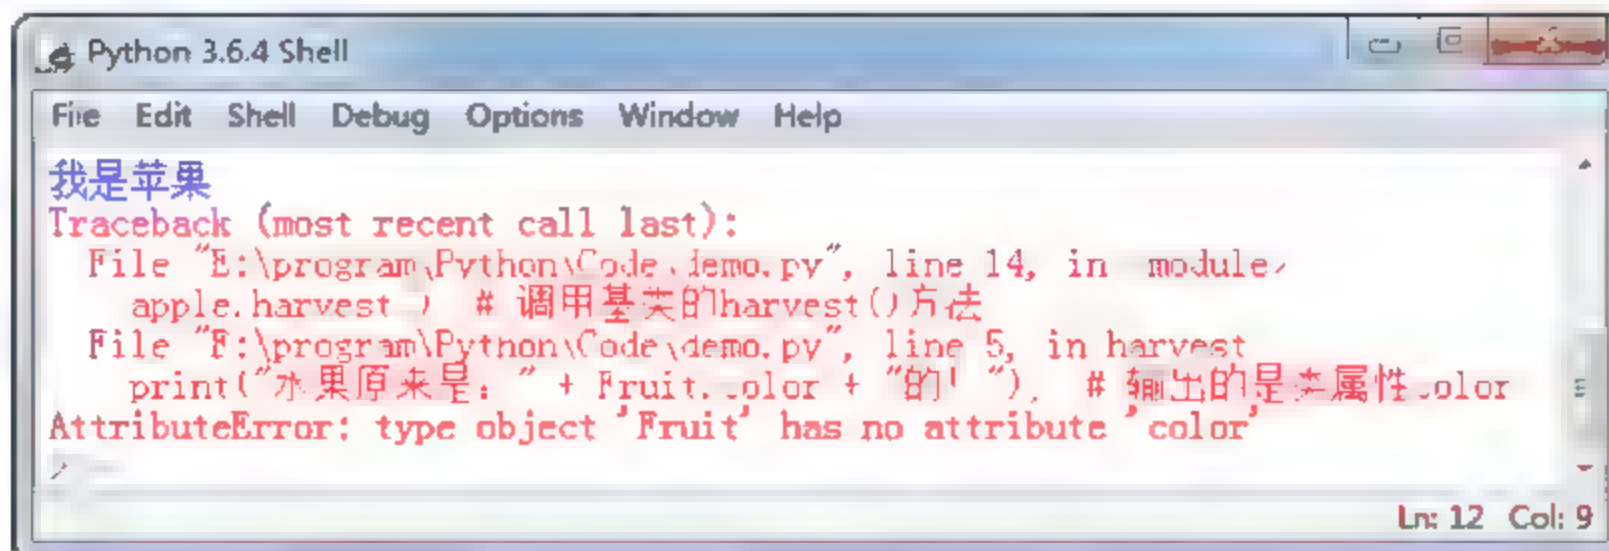 Python 3.6.4 Shell
File Edit Shell Debug Options Window Help
我是苹果
Traceback (most recent call last):
File "E:\program\Python\Code\demo.py", line 14, in module
apple.harvest() # 调用基类的harvest()方法
File "E:\program\Python\Code\demo.py", line 5, in harvest
print("水果原来是：" + Fruit.color + "的！") # 输出的是类属性color
AttributeError: type object 'Fruit' has no attribute 'color'
Ln: 12 Col: 9